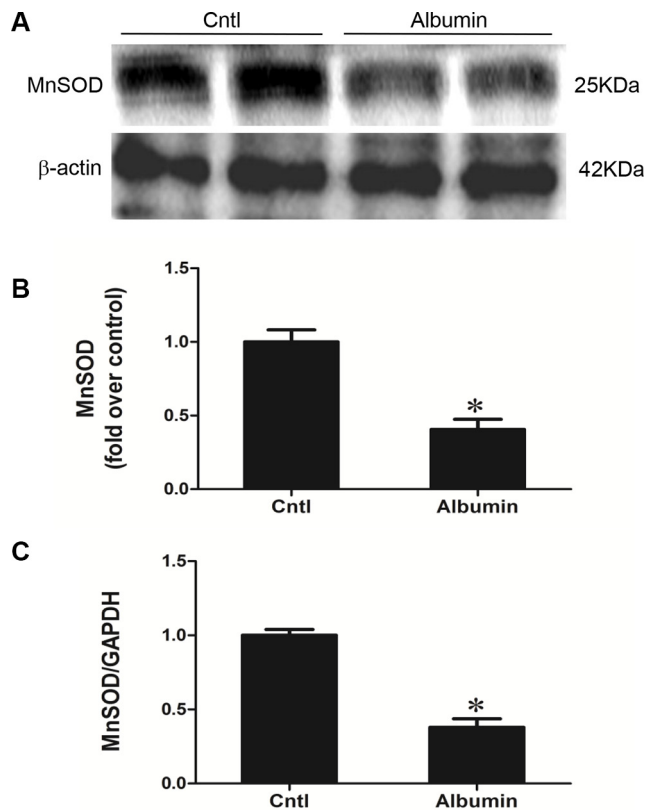 A
Cntl Albumin
MnSOD 25KDa
β-actin 42KDa
B
MnSOD
(fold over control)
1.5
1.0
0.5
0.0
*
Cntl Albumin
C
MnSOD/GAPDH
1.5
1.0
0.5
0.0
*
Cntl Albumin